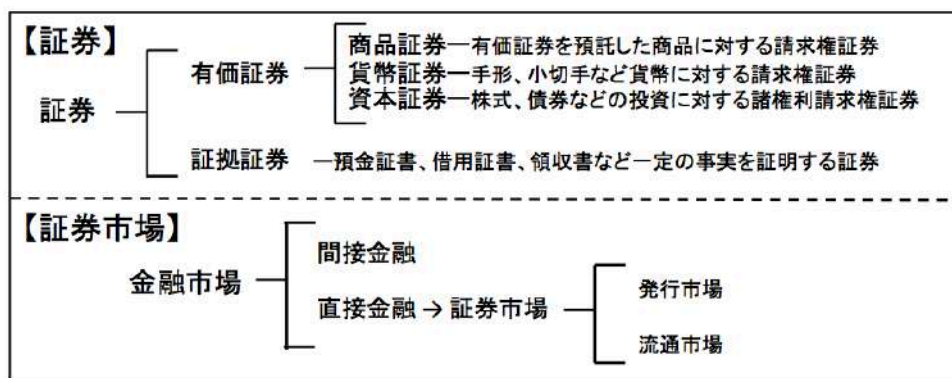 【証券】
商品証券―有価証券を預託した商品に対する請求権証券
有価証券
貨幣証券―手形、小切手など貨幣に対する請求権証券
資本証券―株式、債券などの投資に対する諸権利請求権証券
証券
証拠証券 ―預金証書、借用証書、領収書など一定の事実を証明する証券
【証券市場】
間接金融
金融市場
発行市場
直接金融 → 証券市場
流通市場